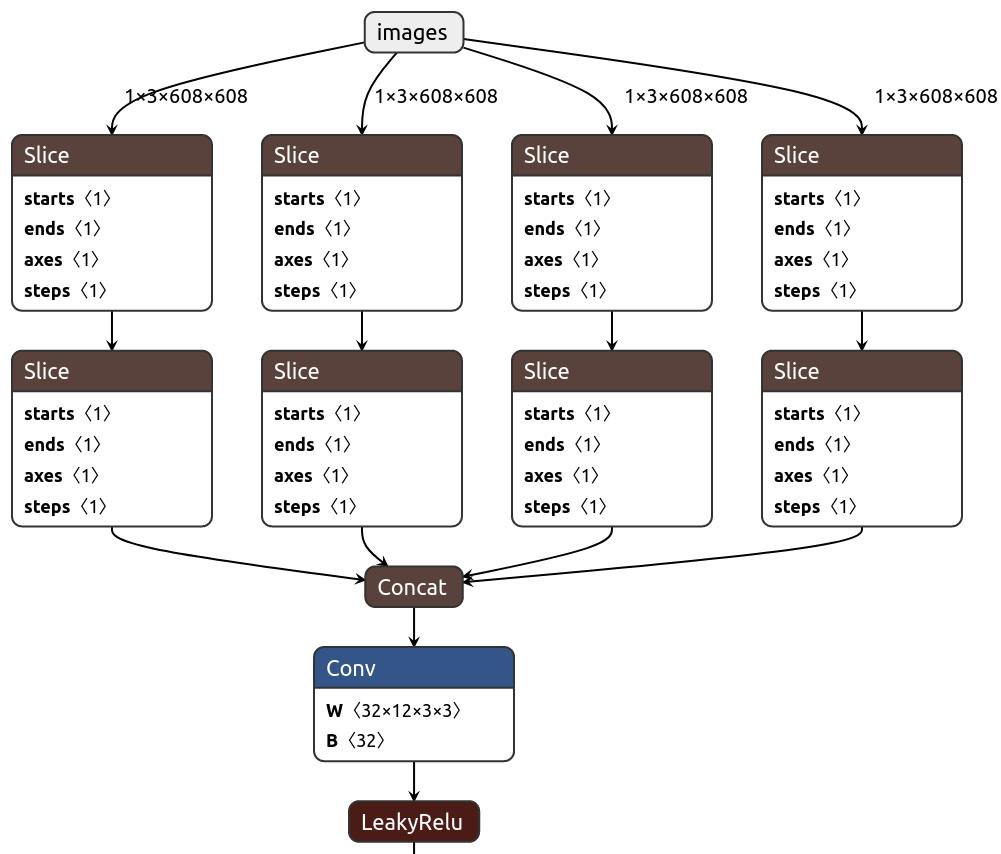 images
1×3×608×608 1×3×608×608 1×3×608×608 1×3×608×608
Slice Slice Slice Slice
starts〈1〉 starts〈1〉 starts〈1〉 starts〈1〉
ends〈1〉 ends〈1〉 ends〈1〉 ends〈1〉
axes〈1〉 axes〈1〉 axes〈1〉 axes〈1〉
steps〈1〉 steps〈1〉 steps〈1〉 steps〈1〉
Slice Slice Slice Slice
starts〈1〉 starts〈1〉 starts〈1〉 starts〈1〉
ends〈1〉 ends〈1〉 ends〈1〉 ends〈1〉
axes〈1〉 axes〈1〉 axes〈1〉 axes〈1〉
steps〈1〉 steps〈1〉 steps〈1〉 steps〈1〉
Concat
Conv
W〈32×12×3×3〉
B〈32〉
LeakyRelu